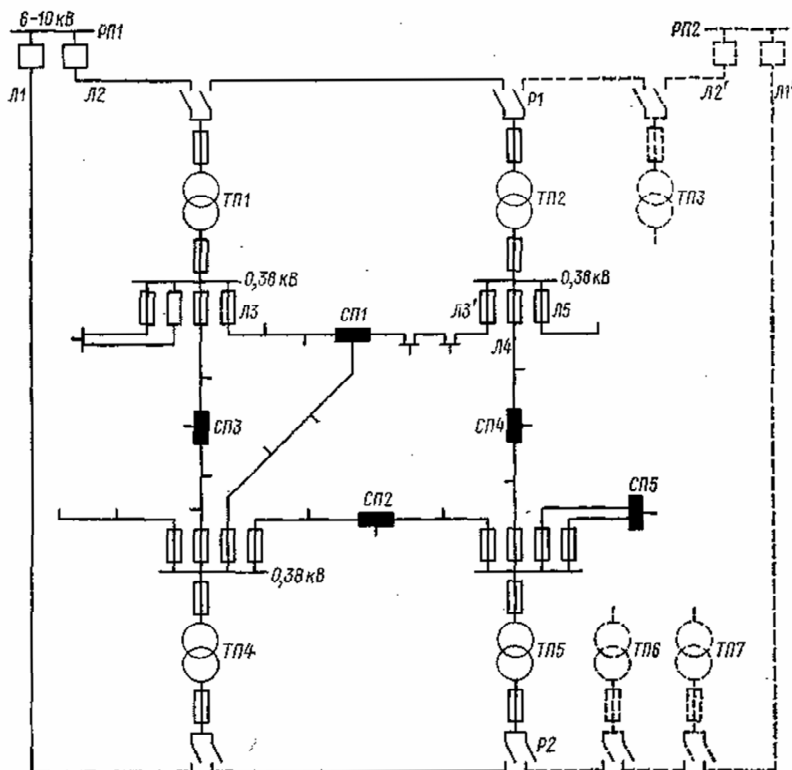 6-10 кВ
РП1
РП2
Л1
Л2
Р1
Л2'
Л1'
ТП1
ТП2
ТП3
0,38 кВ
0,38 кВ
Л3
СП1
Л3'
Л4
Л5
СП3
СП4
СП2
СП5
0,38 кВ
ТП4
ТП5
ТП6
ТП7
Р2